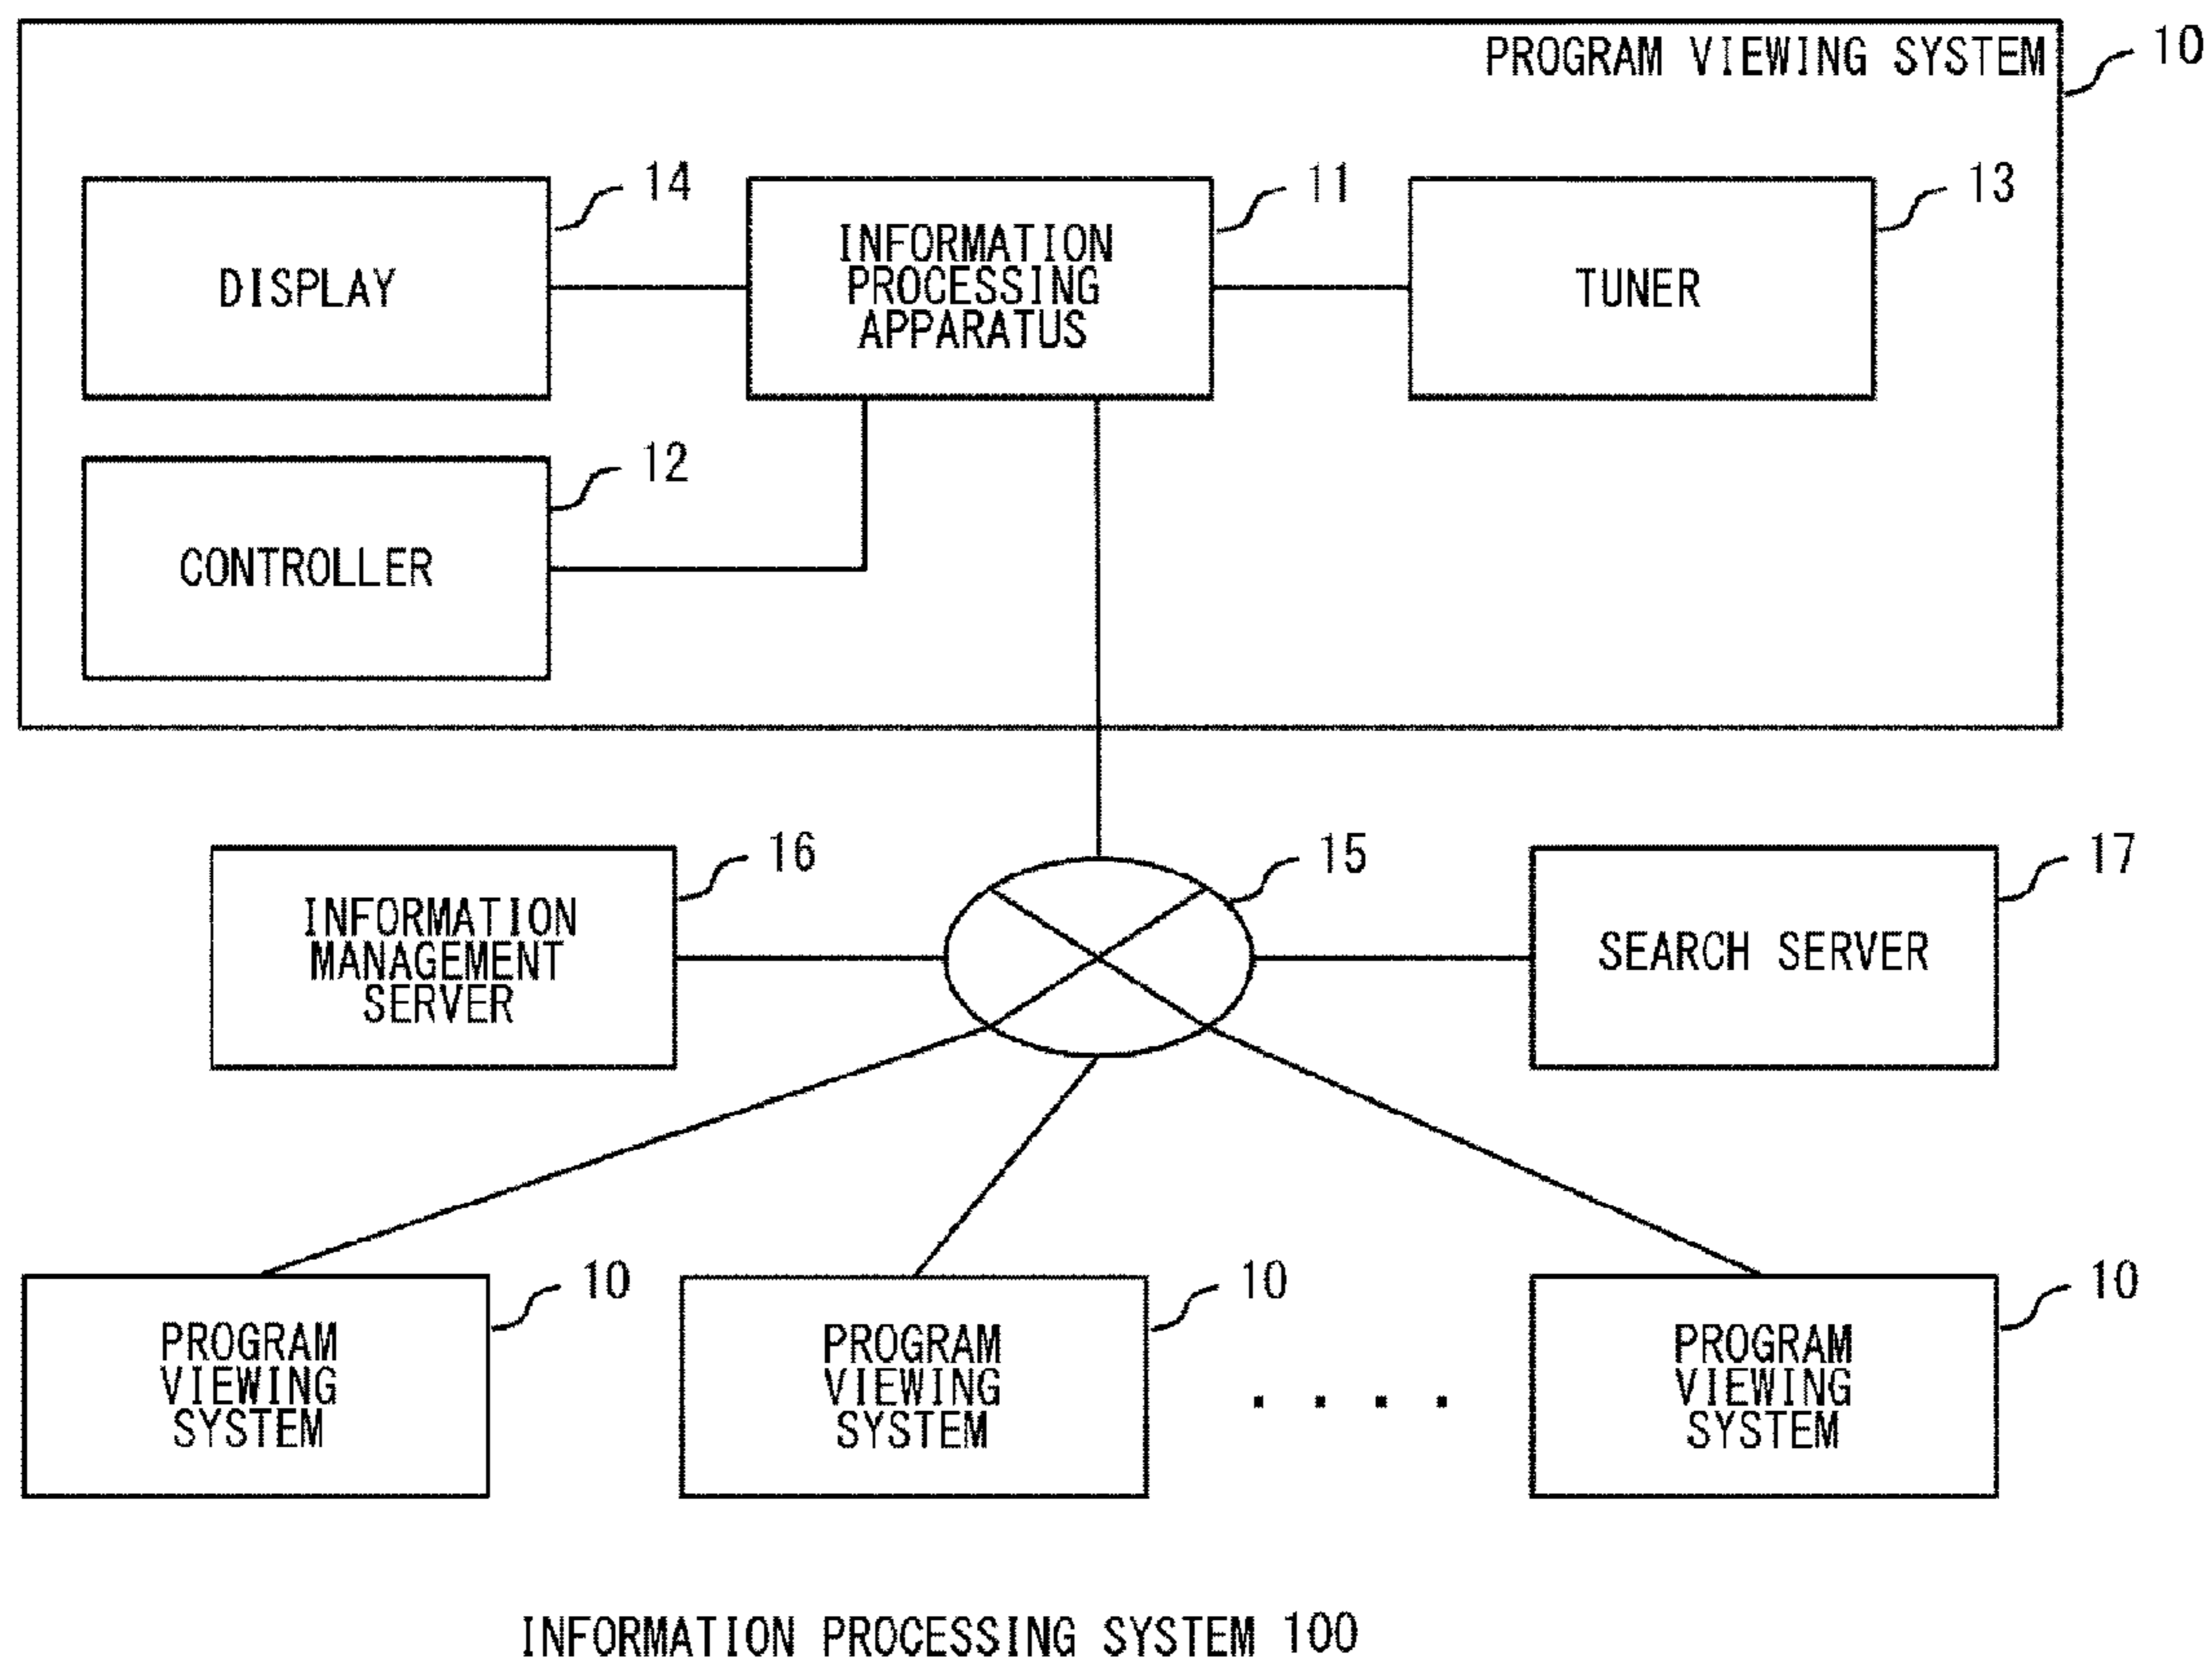 PROGRAM VIEWING SYSTEM
10
14
11
13
DISPLAY
INFORMATION
PROCESSING
APPARATUS
TUNER
12
CONTROLLER
16
15
17
INFORMATION
MANAGEMENT
SERVER
SEARCH SERVER
10
10
10
PROGRAM
VIEWING
SYSTEM
PROGRAM
VIEWING
SYSTEM
. . . .
PROGRAM
VIEWING
SYSTEM
INFORMATION PROCESSING SYSTEM 100